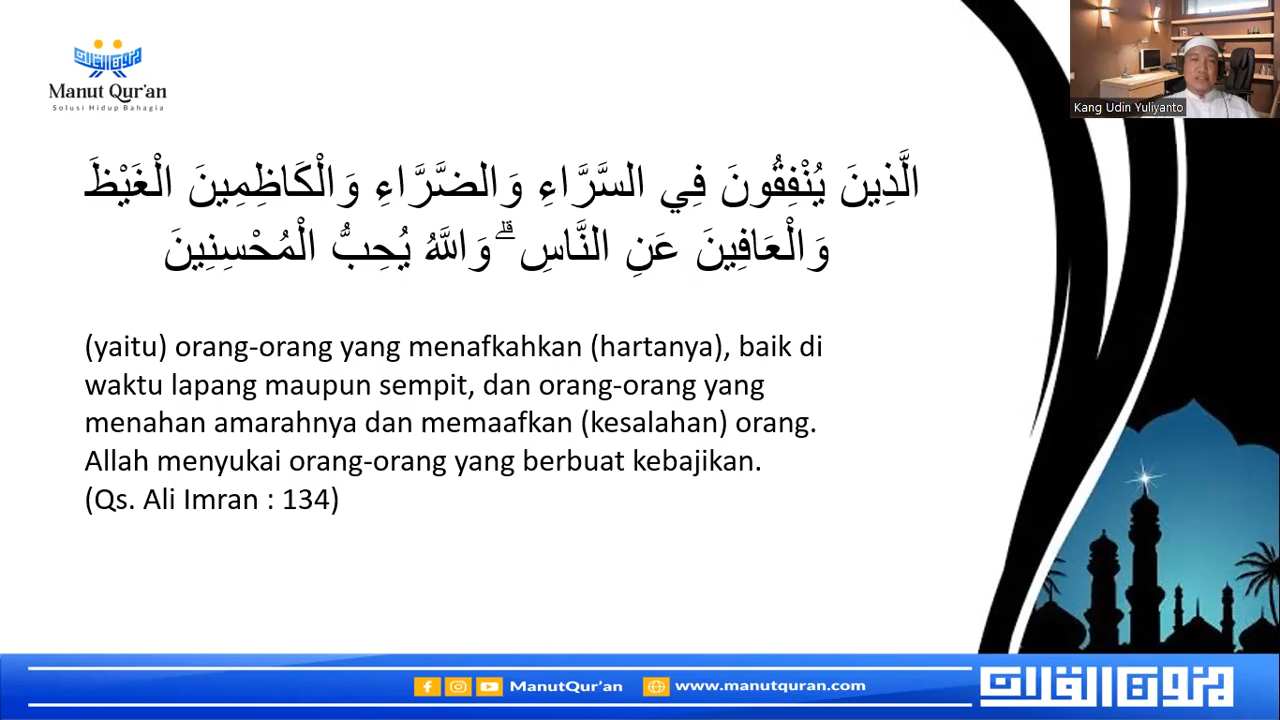 Manut Qur'an
Solusi Hidup Bahagia
Kang Udin Yuliyanto
الَّذِينَ يُنْفِقُونَ فِي السَّرَّاءِ وَالضَّرَّاءِ وَالْكَاظِمِينَ الْغَيْظَ
وَالْعَافِينَ عَنِ النَّاسِ ۗ وَاللَّهُ يُحِبُّ الْمُحْسِنِينَ
(yaitu) orang-orang yang menafkahkan (hartanya), baik di
waktu lapang maupun sempit, dan orang-orang yang
menahan amarahnya dan memaafkan (kesalahan) orang.
Allah menyukai orang-orang yang berbuat kebajikan.
(Qs. Ali Imran : 134)
ManutQur'an
www.manutquran.com